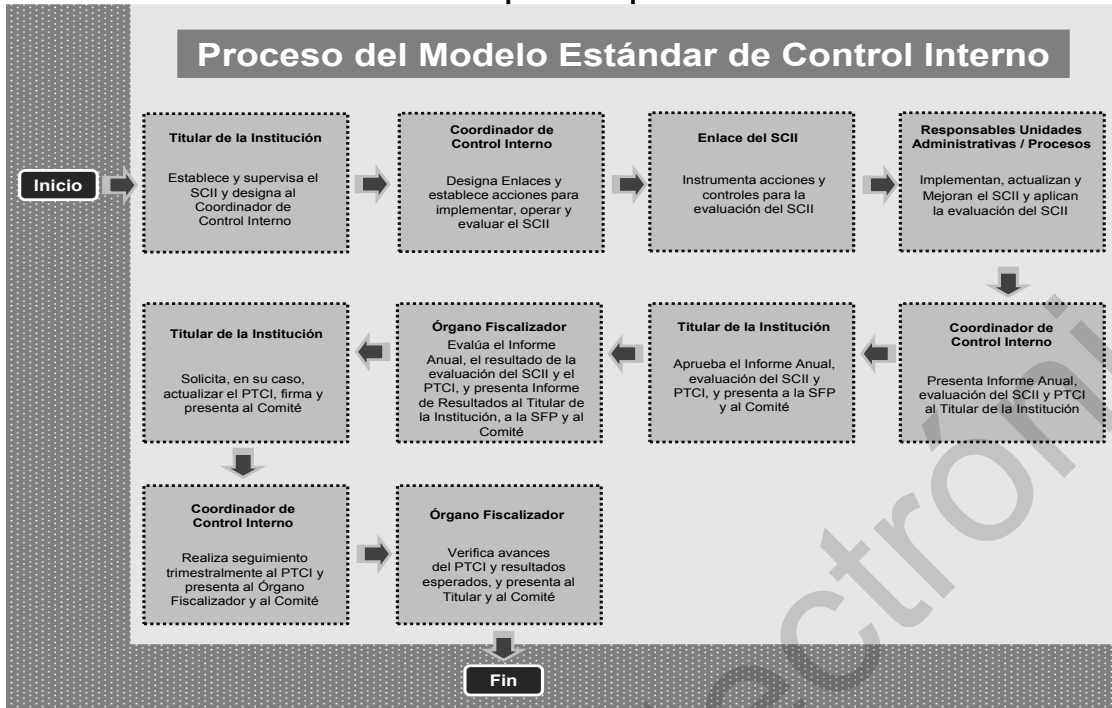 Proceso del Modelo Estándar de Control Interno
Inicio
Titular de la Institución
Establece y supervisa el
SCII y designa al
Coordinador de
Control Interno
Coordinador de
Control Interno
Designa Enlaces y
establece acciones para
implementar, operar y
evaluar el SCII
Enlace del SCII
Instrumenta acciones y
controles para la
evaluación del SCII
Responsables Unidades
Administrativas / Procesos
Implementan, actualizan y
Mejoran el SCII y aplican
la evaluación del SCII
Coordinador de
Control Interno
Presenta Informe Anual,
evaluación del SCII y PTCI
al Titular de la Institución
Titular de la Institución
Aprueba el Informe Anual,
evaluación del SCII y
PTCI, y presenta a la SFP
y al Comité
Órgano Fiscalizador
Evalúa el Informe
Anual, el resultado de la
evaluación del SCII y el
PTCI, y presenta Informe
de Resultados al Titular de
la Institución, a la SFP y al
Comité
Titular de la Institución
Solicita, en su caso,
actualizar el PTCI, firma y
presenta al Comité
Coordinador de
Control Interno
Realiza seguimiento
trimestralmente al PTCI y
presenta al Órgano
Fiscalizador y al Comité
Órgano Fiscalizador
Verifica avances
del PTCI y resultados
esperados, y presenta al
Titular y al Comité
Fin